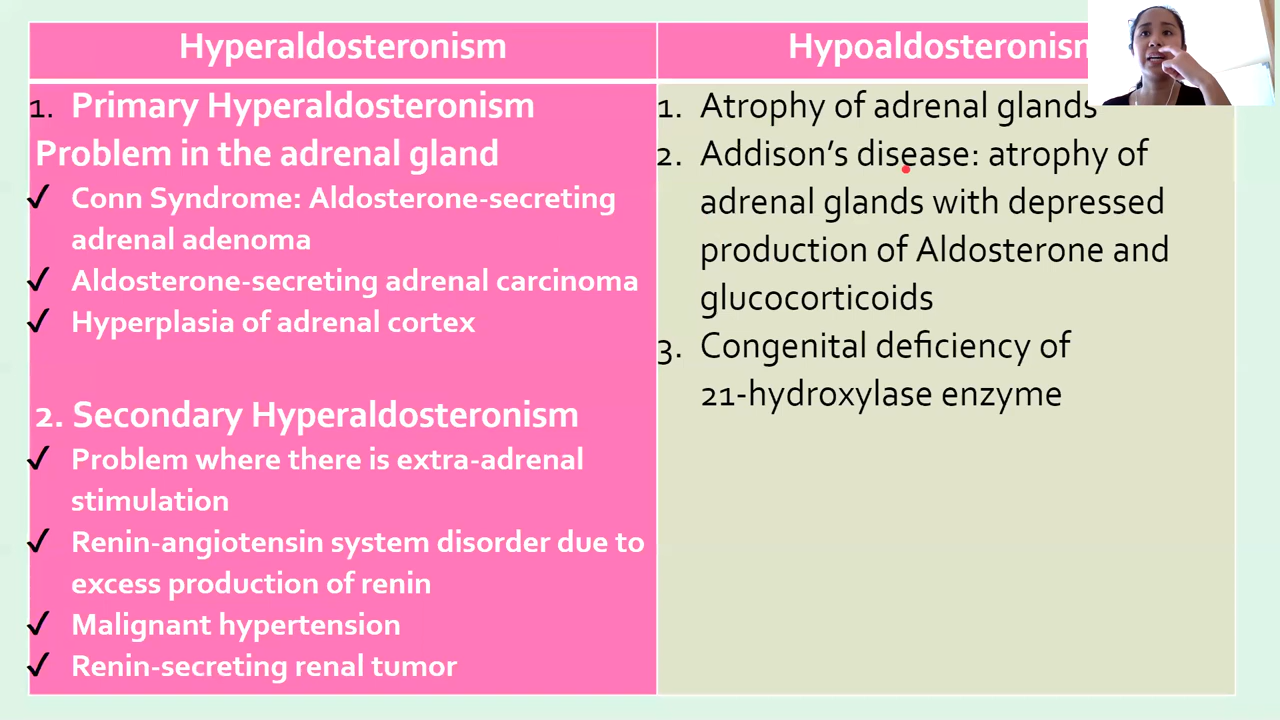 Hyperaldosteronism
Hypoaldosteronism
1. Primary Hyperaldosteronism
Problem in the adrenal gland
✓ Conn Syndrome: Aldosterone-secreting
adrenal adenoma
✓ Aldosterone-secreting adrenal carcinoma
✓ Hyperplasia of adrenal cortex
2. Secondary Hyperaldosteronism
✓ Problem where there is extra-adrenal
stimulation
✓ Renin-angiotensin system disorder due to
excess production of renin
✓ Malignant hypertension
✓ Renin-secreting renal tumor
1. Atrophy of adrenal glands
2. Addison’s disease: atrophy of
adrenal glands with depressed
production of Aldosterone and
glucocorticoids
3. Congenital deficiency of
21-hydroxylase enzyme